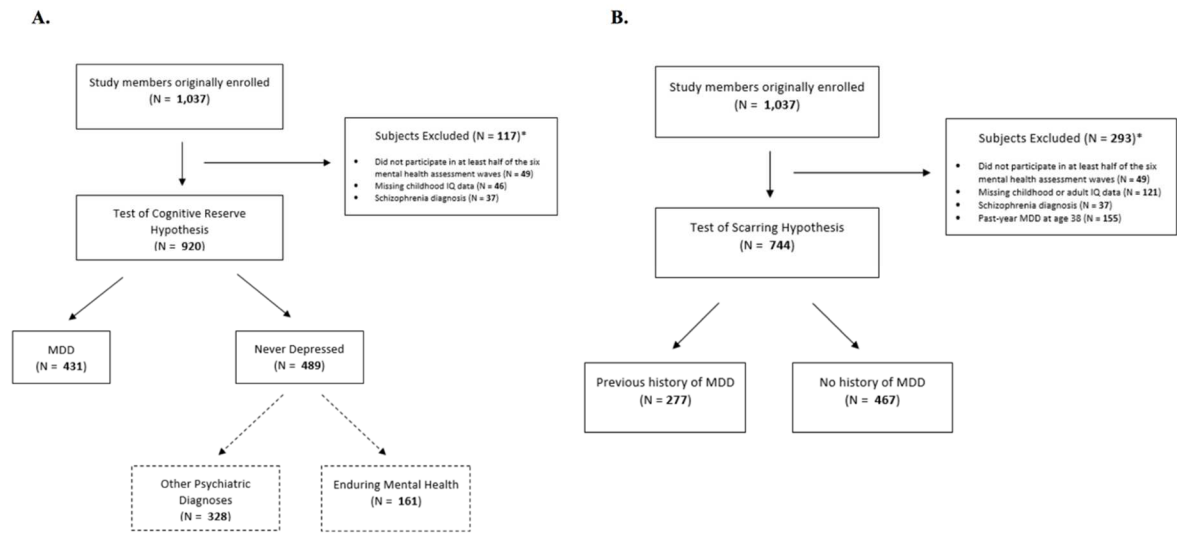 A.
Study members originally enrolled
(N = 1,037)
Subjects Excluded (N = 117)*
• Did not participate in at least half of the six
mental health assessment waves (N = 49)
• Missing childhood IQ data (N = 46)
• Schizophrenia diagnosis (N = 37)
Test of Cognitive Reserve
Hypothesis
(N = 920)
MDD
(N = 431)
Never Depressed
(N = 489)
Other Psychiatric
Diagnoses
(N = 328)
Enduring Mental Health
(N = 161)
B.
Study members originally enrolled
(N = 1,037)
Subjects Excluded (N = 293)*
• Did not participate in at least half of the six
mental health assessment waves (N = 49)
• Missing childhood or adult IQ data (N = 121)
• Schizophrenia diagnosis (N = 37)
• Past-year MDD at age 38 (N = 155)
Test of Scarring Hypothesis
(N = 744)
Previous history of MDD
(N = 277)
No history of MDD
(N = 467)